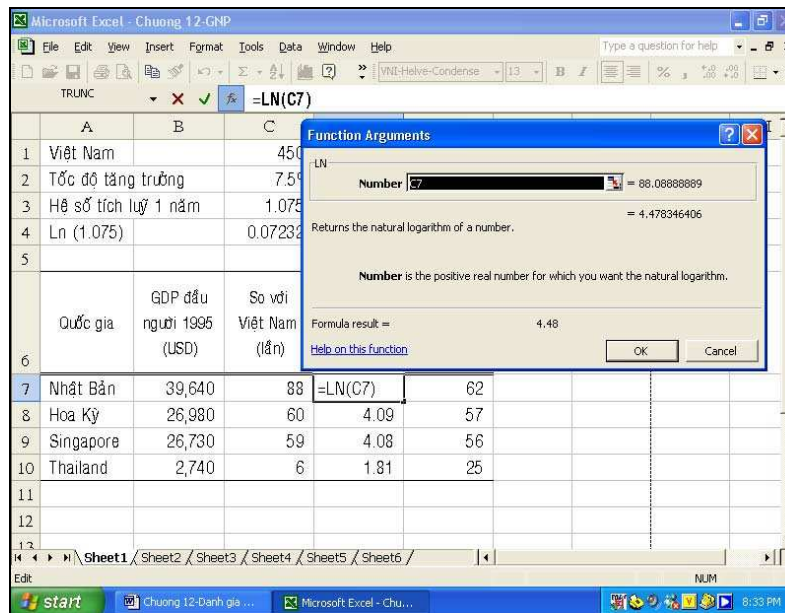 Microsoft Excel - Chuong 12-GNP
File Edit View Insert Format Tools Data Window Help
Type a question for help
VNI-Helve-Condense 13 B I
TRUNC =LN(C7)
A B C
1 Việt Nam 450
2 Tốc độ tăng trưởng 7.5%
3 Hệ số tích luỹ 1 năm 1.075
4 Ln (1.075) 0.07232
5
6 Quốc gia GDP đầu người 1995 (USD) So với Việt Nam (lần)
7 Nhật Bản 39,640 88 =LN(C7) 62
8 Hoa Kỳ 26,980 60 4.09 57
9 Singapore 26,730 59 4.08 56
10 Thailand 2,740 6 1.81 25
11
12
13
Function Arguments
LN
Number C7 = 88.08888889
= 4.478346406
Returns the natural logarithm of a number.
Number is the positive real number for which you want the natural logarithm.
Formula result = 4.48
Help on this function
OK Cancel
Sheet1 / Sheet2 / Sheet3 / Sheet4 / Sheet5 / Sheet6 /
Edit NUM
start Chuong 12-Danh gia ... Microsoft Excel - Chu... 8:33 PM